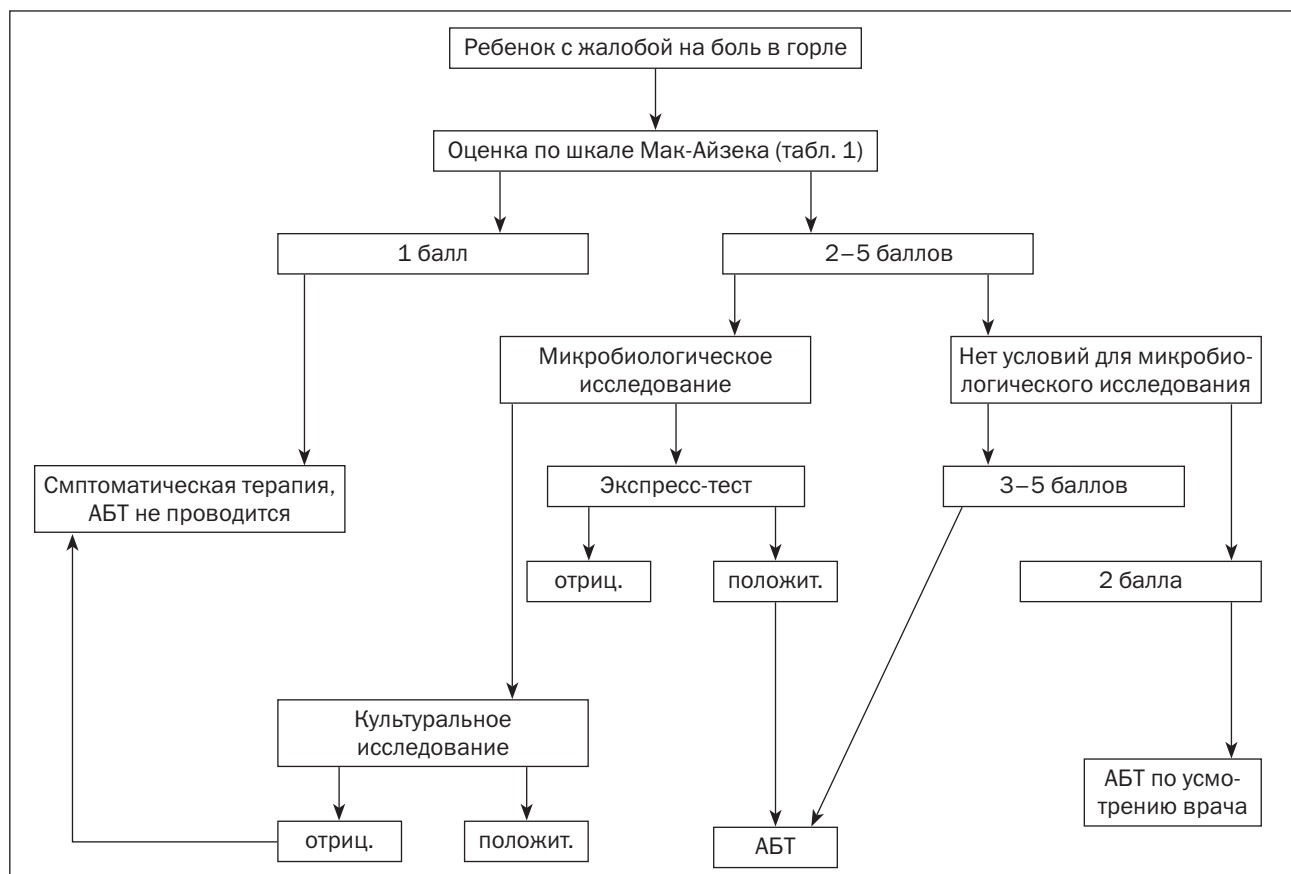 Ребенок с жалобой на боль в горле
Оценка по шкале Мак-Айзека (табл. 1)
1 балл
2–5 баллов
Микробиологическое
исследование
Нет условий для микробио-
логического исследования
Смптоматическая терапия,
АБТ не проводится
Экспресс-тест
3–5 баллов
отриц.
положит.
2 балла
Культуральное
исследование
АБТ по усмо-
трению врача
отриц.
положит.
АБТ